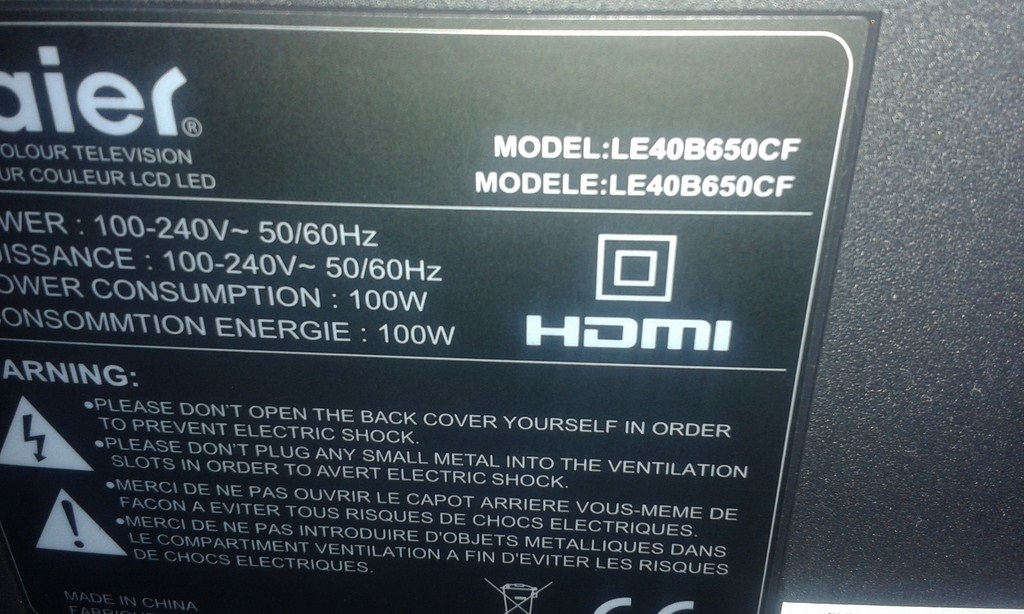 aier®
OLOUR TELEVISION
UR COULEUR LCD LED
MODEL:LE40B650CF
MODELE:LE40B650CF
WER : 100-240V~ 50/60Hz
UISSANCE : 100-240V~ 50/60Hz
OWER CONSUMPTION : 100W
ONSOMMTION ENERGIE : 100W
HDMI
ARNING:
•PLEASE DON'T OPEN THE BACK COVER YOURSELF IN ORDER
TO PREVENT ELECTRIC SHOCK.
•PLEASE DON'T PLUG ANY SMALL METAL INTO THE VENTILATION
SLOTS IN ORDER TO AVERT ELECTRIC SHOCK.
•MERCI DE NE PAS OUVRIR LE CAPOT ARRIERE VOUS-MEME DE
FACON A EVITER TOUS RISQUES DE CHOCS ELECTRIQUES.
•MERCI DE NE PAS INTRODUIRE D'OBJETS METALLIQUES DANS
LE COMPARTIMENT VENTILATION A FIN D'EVITER LES RISQUES
DE CHOCS ELECTRIQUES.
MADE IN CHINA